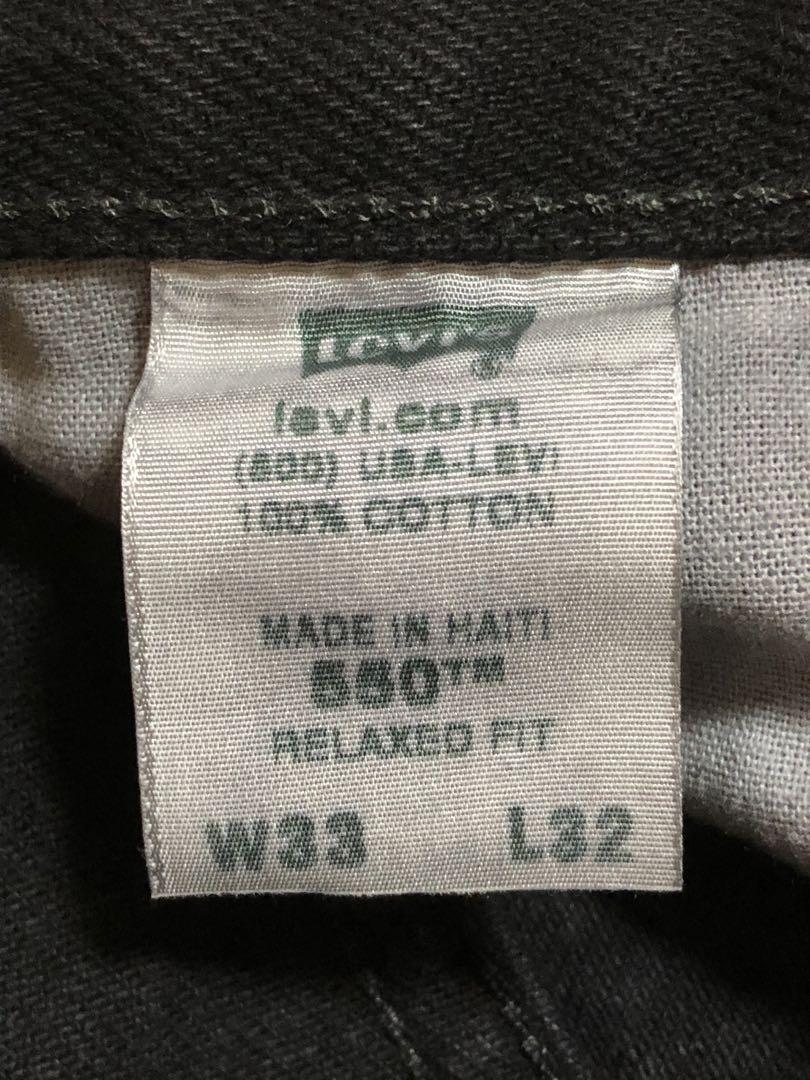 Levi's
levi.com
(800) USA-LEVI
100% COTTON
MADE IN HAITI
550™
RELAXED FIT
W33 L32